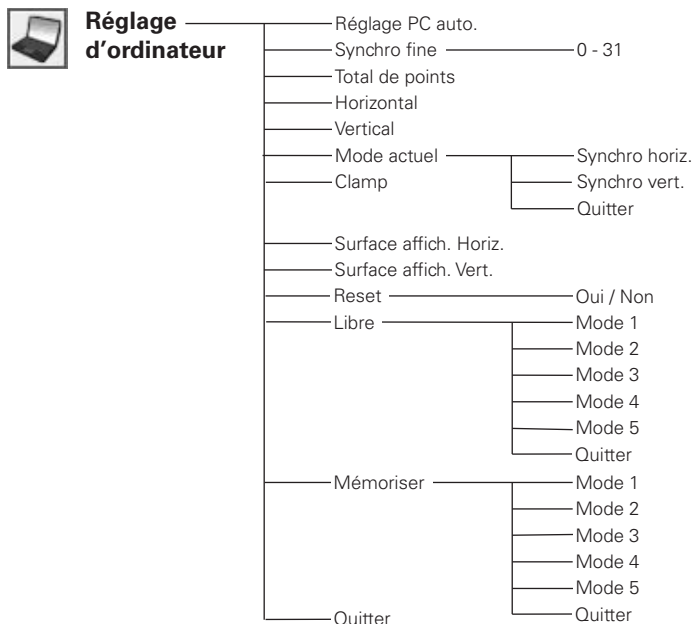 Réglage
d’ordinateur
Réglage PC auto.
Synchro fine 0 - 31
Total de points
Horizontal
Vertical
Mode actuel Synchro horiz.
Clamp Synchro vert.
Quitter
Surface affich. Horiz.
Surface affich. Vert.
Reset Oui / Non
Libre Mode 1
Mode 2
Mode 3
Mode 4
Mode 5
Quitter
Mémoriser Mode 1
Mode 2
Mode 3
Mode 4
Mode 5
Quitter Quitter